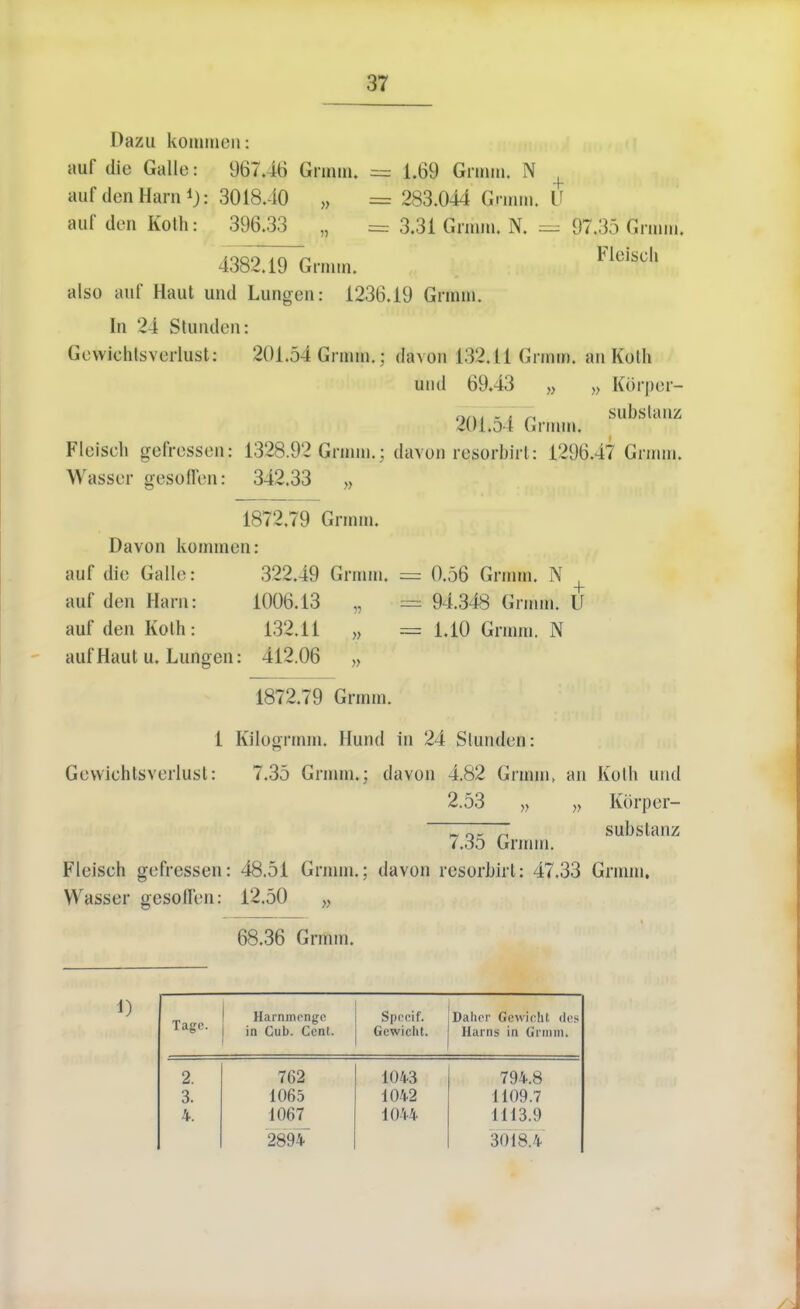 37
Dazu kommen:
auf die Galle: 967.46 Grmm. = 1.69 Grmm. N
auf den Harn ¹): 3018.40 „ = 283.044 Grmm. U⁺
auf den Koth: 396.33 „ = 3.31 Grmm. N. = 97.35 Grmm.
4382.19 Grmm. Fleisch
also auf Haut und Lungen: 1236.19 Grmm.
In 24 Stunden:
Gewichtsverlust: 201.54 Grmm.; davon 132.11 Grmm. an Koth
und 69.43 „ „ Körper-
201.54 Grmm. substanz
Fleisch gefressen: 1328.92 Grmm.; davon resorbirt: 1296.47 Grmm.
Wasser gesoffen: 342.33 „
1872.79 Grmm.
Davon kommen:
auf die Galle: 322.49 Grmm. = 0.56 Grmm. N
auf den Harn: 1006.13 „ = 94.348 Grmm. U⁺
auf den Koth: 132.11 „ = 1.10 Grmm. N
auf Haut u. Lungen: 412.06 „
1872.79 Grmm.
1 Kilogrmm. Hund in 24 Stunden:
Gewichtsverlust: 7.35 Grmm.; davon 4.82 Grmm. an Koth und
2.53 „ „ Körper-
7.35 Grmm. substanz
Fleisch gefressen: 48.51 Grmm.; davon resorbirt: 47.33 Grmm.
Wasser gesoffen: 12.50 „
68.36 Grmm.
1)
Tage. Harnmenge in Cub. Cent. Specif. Gewicht. Daher Gewicht des Harns in Grmm.
2. 762 1043 794.8
3. 1065 1042 1109.7
4. 1067 1044 1113.9
2894 3018.4